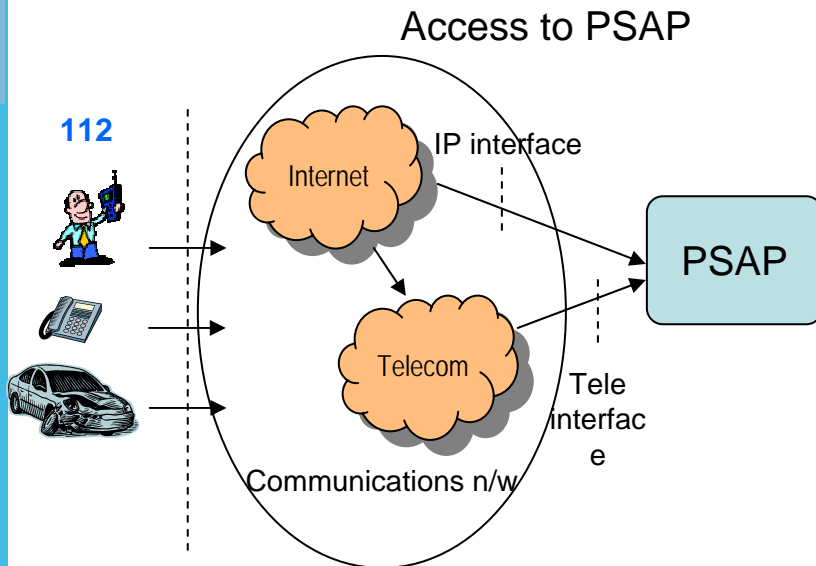 Access to PSAP
112
IP interface
Internet
PSAP
Telecom
Tele
interfac
e
Communications n/w